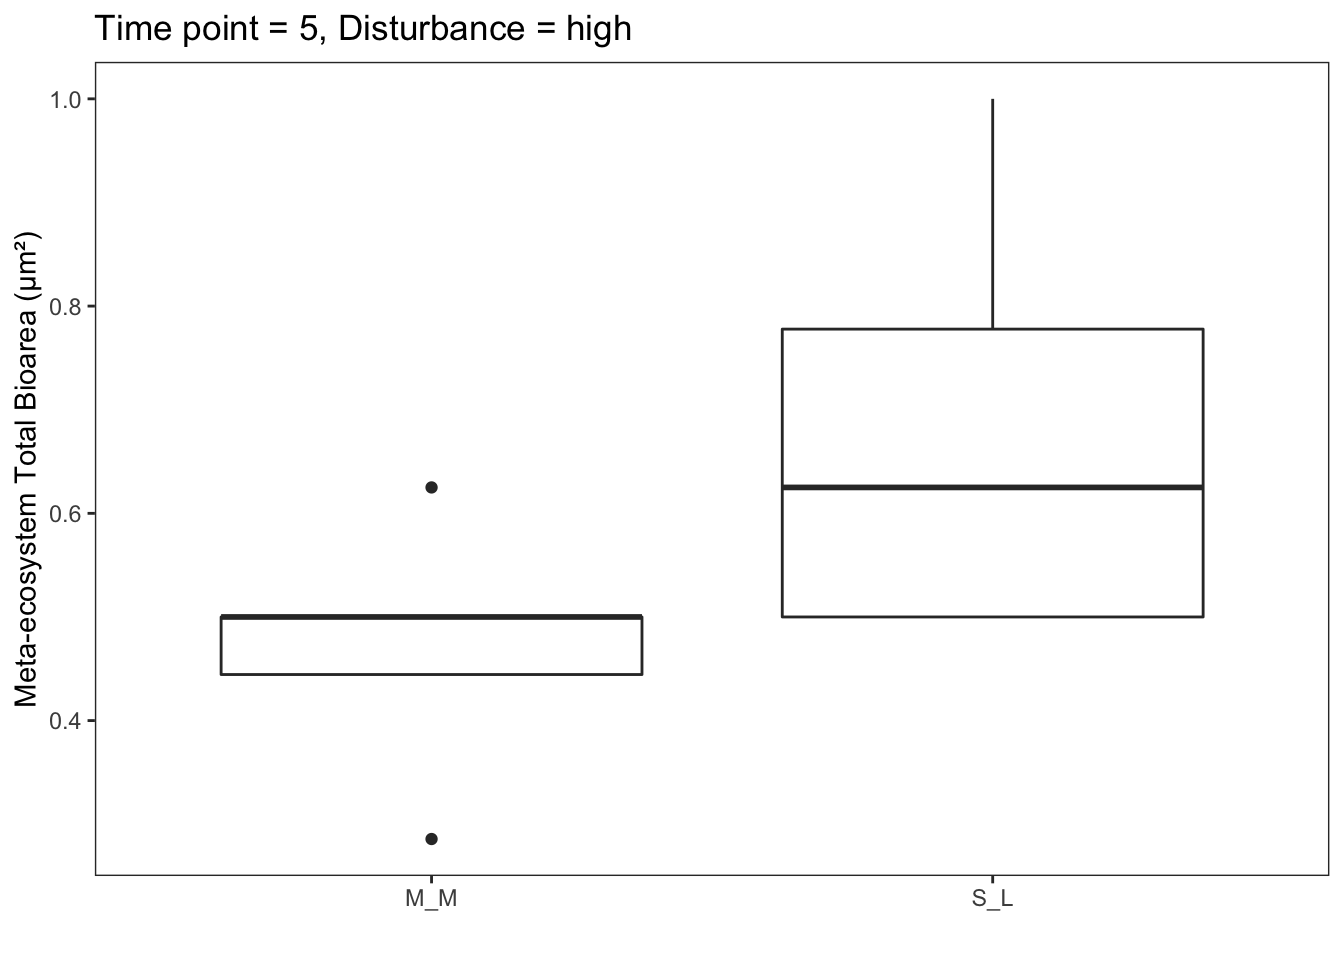 Time point = 5, Disturbance = high
Meta-ecosystem Total Bioarea (μm²)
1.0
0.8
0.6
0.4
M_M
S_L